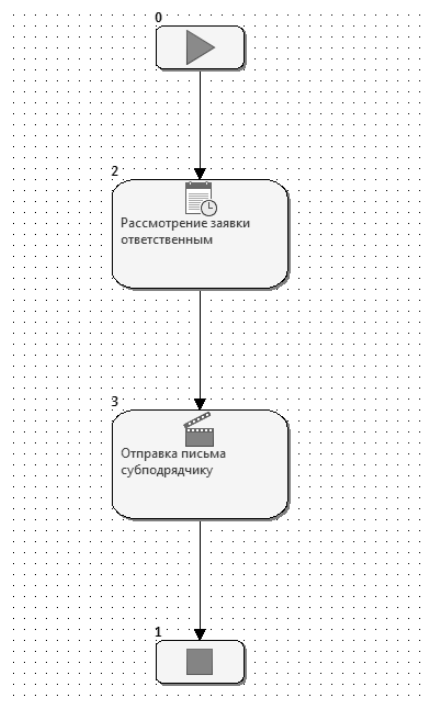 0
2
Рассмотрение заявки
ответственным
3
Отправка письма
субподрядчику
1